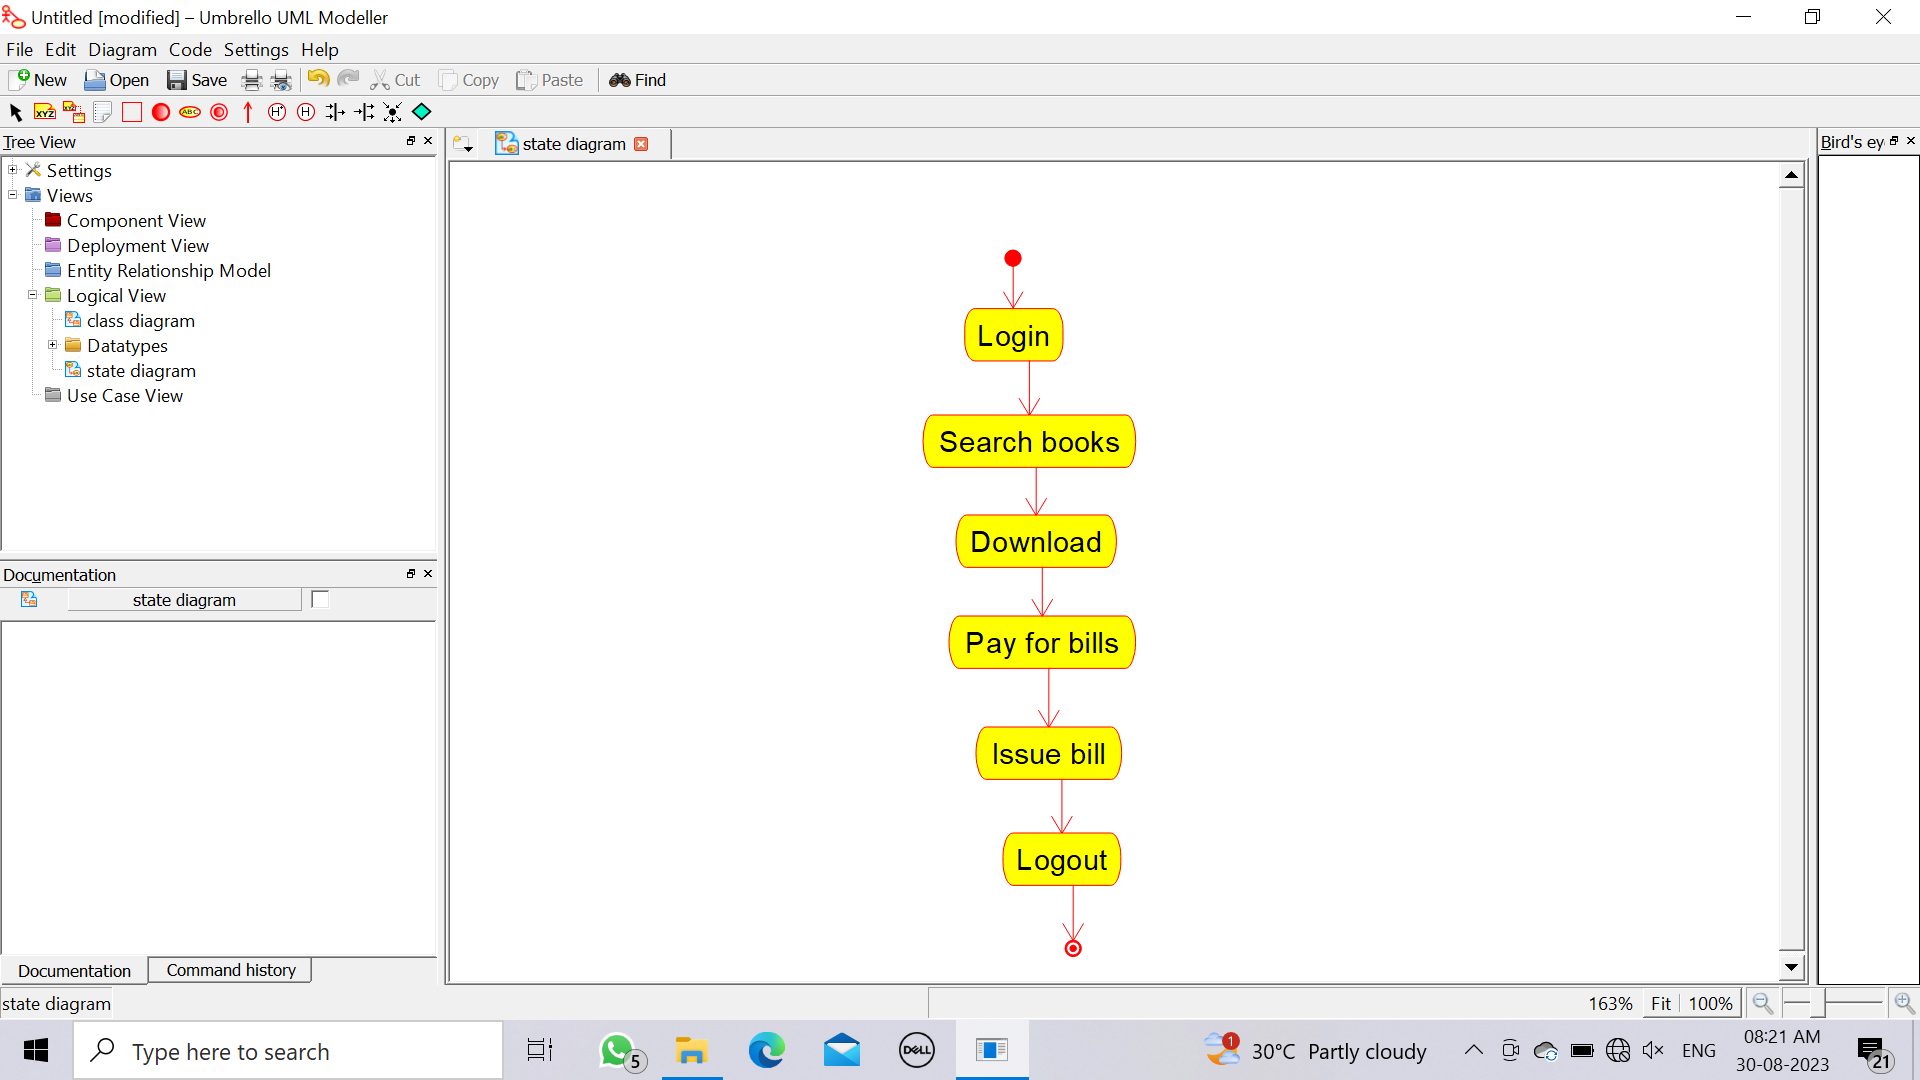 Untitled [modified] – Umbrello UML Modeller
File Edit Diagram Code Settings Help
New Open Save Cut Copy Paste Find
XYZ XYZ ABC H* H
Tree View
state diagram
Bird's ey
Settings
Views
Component View
Deployment View
Entity Relationship Model
Logical View
class diagram
Datatypes
state diagram
Use Case View
Login
Search books
Download
Pay for bills
Issue bill
Logout
Documentation
state diagram
Documentation Command history
state diagram
163% Fit 100%
Type here to search
5
DELL
1
30°C Partly cloudy
ENG
08:21 AM
30-08-2023
21